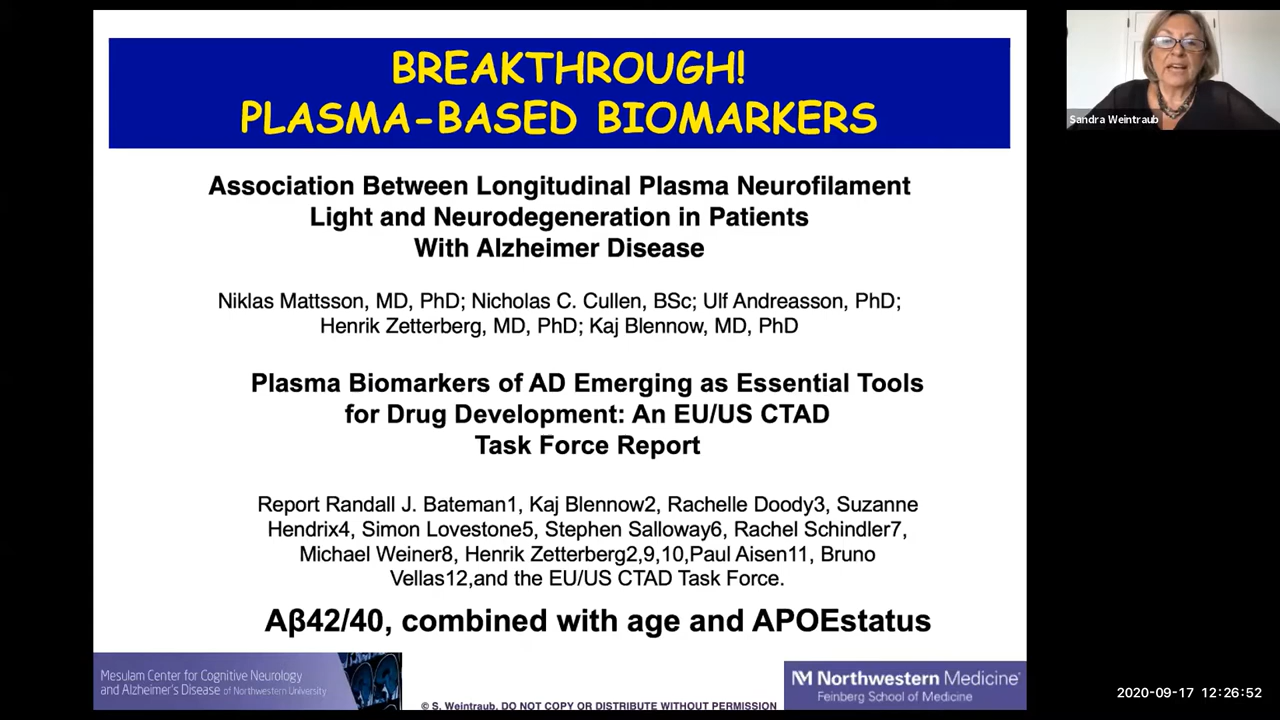 BREAKTHROUGH!
PLASMA-BASED BIOMARKERS
Association Between Longitudinal Plasma Neurofilament
Light and Neurodegeneration in Patients
With Alzheimer Disease
Niklas Mattsson, MD, PhD; Nicholas C. Cullen, BSc; Ulf Andreasson, PhD;
Henrik Zetterberg, MD, PhD; Kaj Blennow, MD, PhD
Plasma Biomarkers of AD Emerging as Essential Tools
for Drug Development: An EU/US CTAD
Task Force Report
Report Randall J. Bateman1, Kaj Blennow2, Rachelle Doody3, Suzanne
Hendrix4, Simon Lovestone5, Stephen Salloway6, Rachel Schindler7,
Michael Weiner8, Henrik Zetterberg2,9,10,Paul Aisen11, Bruno
Vellas12,and the EU/US CTAD Task Force.
Aβ42/40, combined with age and APOEstatus
Mesulam Center for Cognitive Neurology
and Alzheimer's Disease of Northwestern University
© S. Weintraub, DO NOT COPY OR DISTRIBUTE WITHOUT PERMISSION
Northwestern Medicine®
Feinberg School of Medicine
Sandra Weintraub
2020-09-17 12:26:52